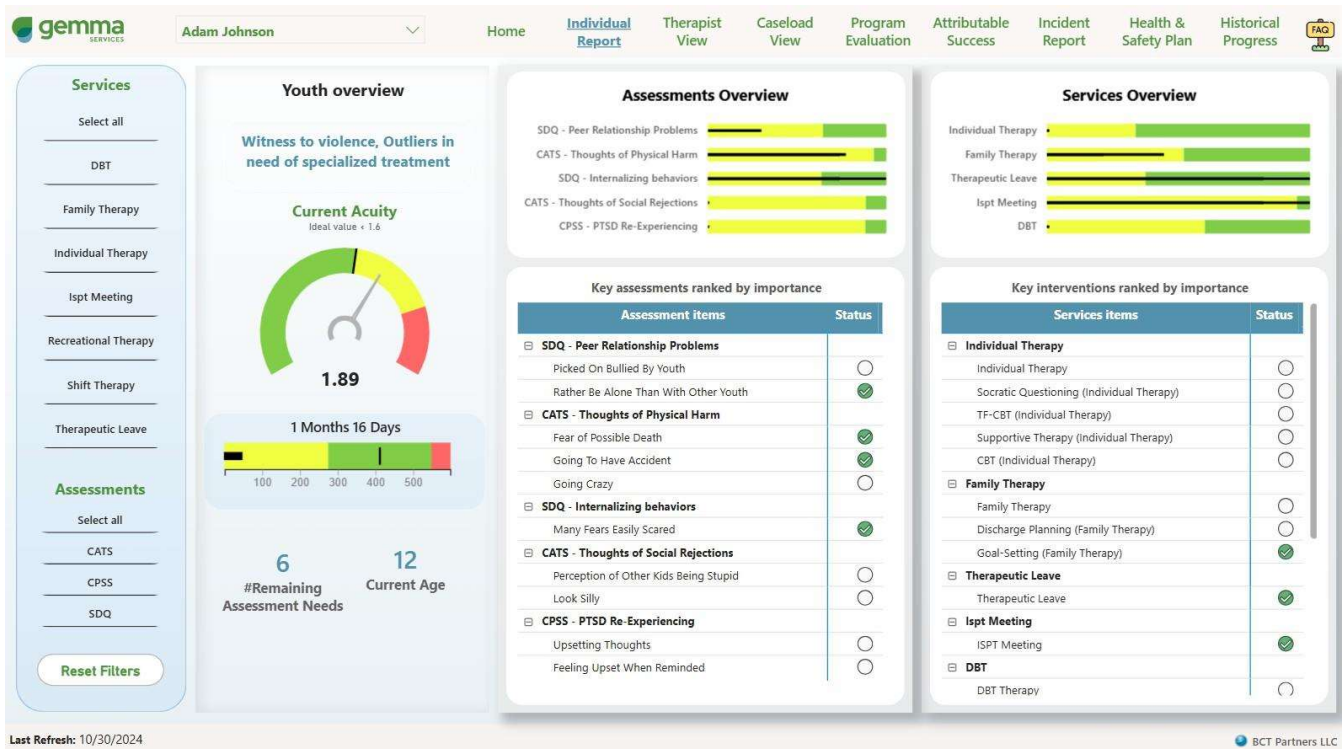 gemma
SERVICES
Adam Johnson
Home
Individual
Report
Therapist
View
Caseload
View
Program
Evaluation
Attributable
Success
Incident
Report
Health &
Safety Plan
Historical
Progress
FAQ
Services
Select all
DBT
Family Therapy
Individual Therapy
Ispt Meeting
Recreational Therapy
Shift Therapy
Therapeutic Leave
Assessments
Select all
CATS
CPSS
SDQ
Reset Filters
Youth overview
Witness to violence, Outliers in
need of specialized treatment
Current Acuity
Ideal value < 1.6
1.89
1 Months 16 Days
100 200 300 400 500
6
#Remaining
Assessment Needs
12
Current Age
Assessments Overview
SDQ - Peer Relationship Problems
CATS - Thoughts of Physical Harm
SDQ - Internalizing behaviors
CATS - Thoughts of Social Rejections
CPSS - PTSD Re-Experiencing
Key assessments ranked by importance
Assessment items Status
SDQ - Peer Relationship Problems
Picked On Bullied By Youth
Rather Be Alone Than With Other Youth
CATS - Thoughts of Physical Harm
Fear of Possible Death
Going To Have Accident
Going Crazy
SDQ - Internalizing behaviors
Many Fears Easily Scared
CATS - Thoughts of Social Rejections
Perception of Other Kids Being Stupid
Look Silly
CPSS - PTSD Re-Experiencing
Upsetting Thoughts
Feeling Upset When Reminded
Services Overview
Individual Therapy
Family Therapy
Therapeutic Leave
Ispt Meeting
DBT
Key interventions ranked by importance
Services items Status
Individual Therapy
Individual Therapy
Socratic Questioning (Individual Therapy)
TF-CBT (Individual Therapy)
Supportive Therapy (Individual Therapy)
CBT (Individual Therapy)
Family Therapy
Family Therapy
Discharge Planning (Family Therapy)
Goal-Setting (Family Therapy)
Therapeutic Leave
Therapeutic Leave
Ispt Meeting
ISPT Meeting
DBT
DBT Therapy
Last Refresh: 10/30/2024
BCT Partners LLC